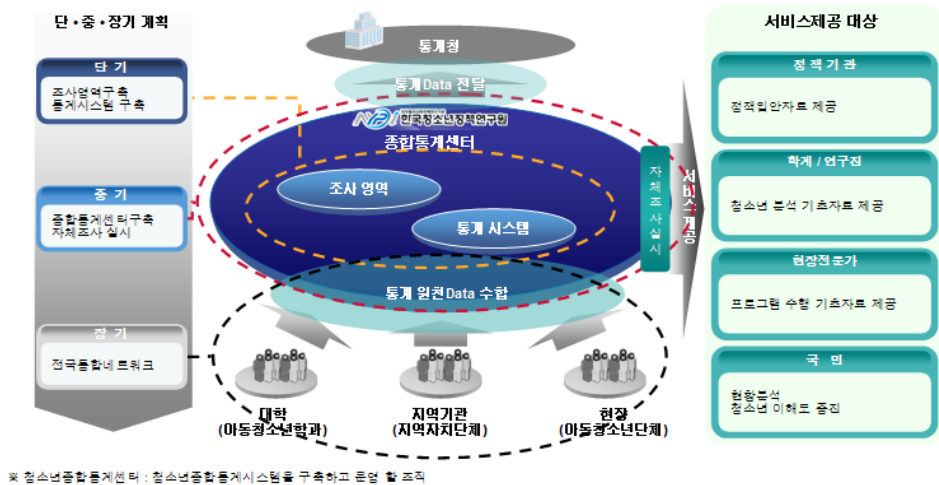 단·중·장기 계획
단 기
조사영역구축
통계시스템 구축
중 기
종합통계센터구축
자체조사 실시
장 기
전국통합네트워크
통계청
통계Data 전달
NYPI 한국청소년정책연구원
종합통계센터
조사 영역
통계 시스템
자체조사실시
서비스제공
통계 원천Data 수합
대학
(아동청소년학과)
지역기관
(지역자치단체)
현장
(아동청소년단체)
서비스제공 대상
정책기관
정책입안자료 제공
학계 / 연구진
청소년 분석 기초자료 제공
현장전문가
프로그램 수행 기초자료 제공
국 민
현황분석
청소년 이해도 증진
※ 청소년종합통계센터 : 청소년종합통계시스템을 구축하고 운영 할 조직